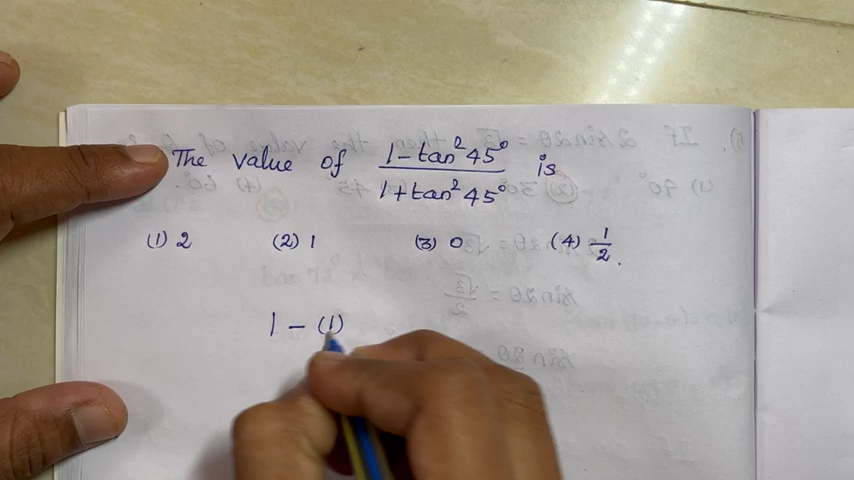 The value of (1 - tan² 45°)/(1 + tan² 45°) is
(1) 2 (2) 1 (3) 0 (4) 1/2.
1 - (1)